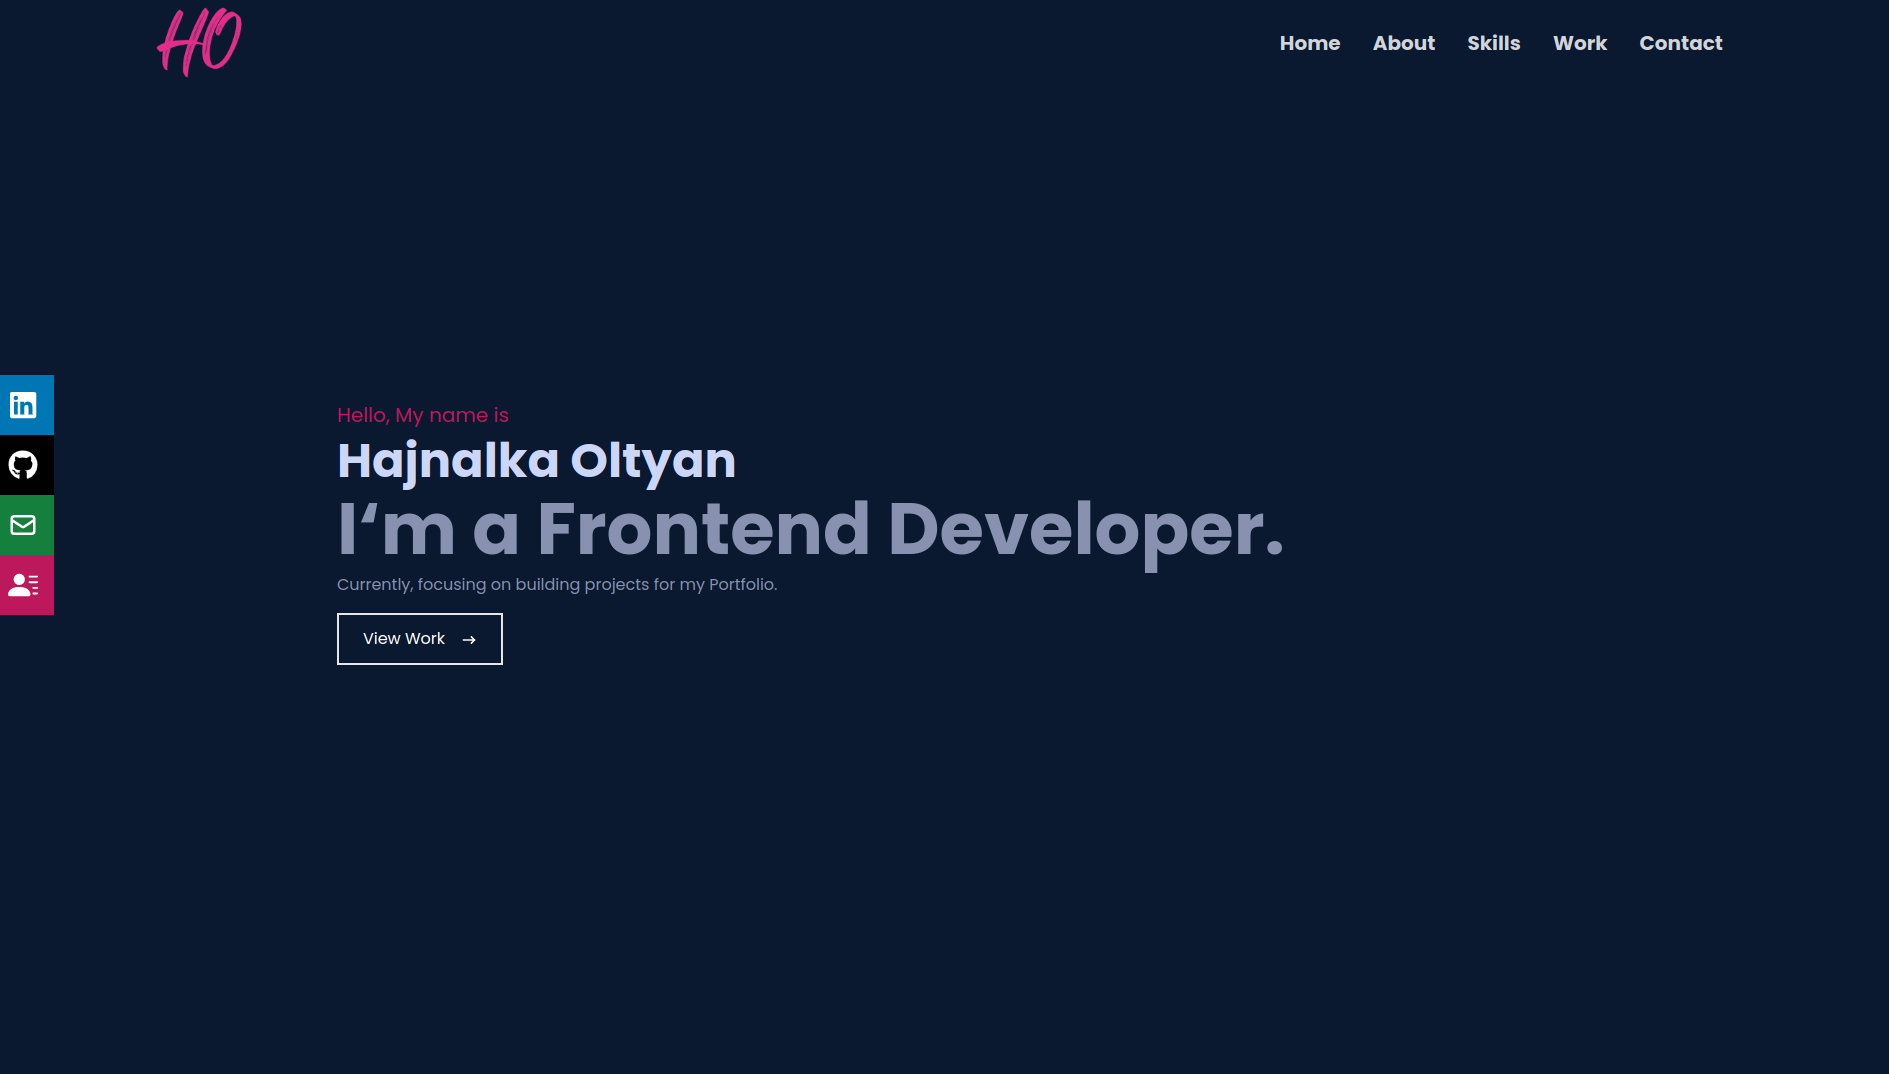 HO
Home About Skills Work Contact
in
Hello, My name is
Hajnalka Oltyan
I‘m a Frontend Developer.
Currently, focusing on building projects for my Portfolio.
View Work →